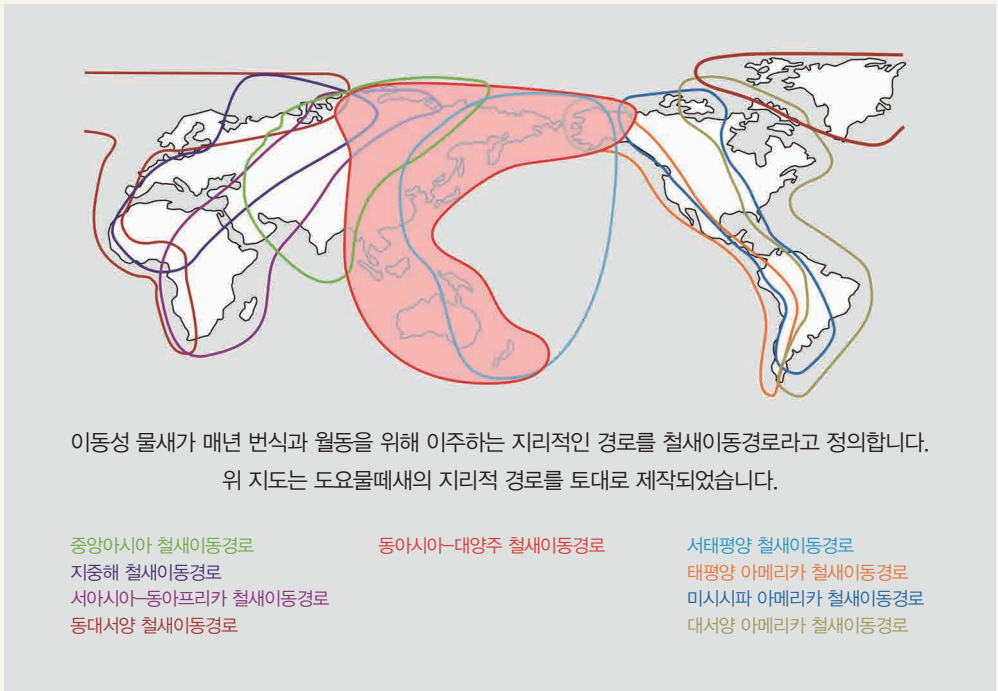 이동성 물새가 매년 번식과 월동을 위해 이주하는 지리적인 경로를 철새이동경로라고 정의합니다.
위 지도는 도요물떼새의 지리적 경로를 토대로 제작되었습니다.
중앙아시아 철새이동경로
지중해 철새이동경로
서아시아–동아프리카 철새이동경로
동대서양 철새이동경로
동아시아–대양주 철새이동경로
서태평양 철새이동경로
태평양 아메리카 철새이동경로
미시시파 아메리카 철새이동경로
대서양 아메리카 철새이동경로